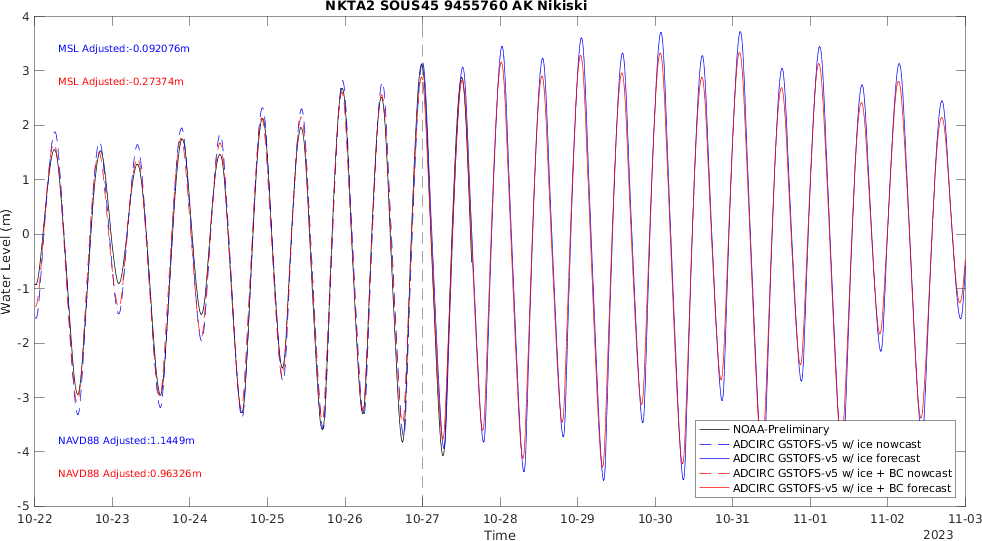 NKTA2 SOUS45 9455760 AK Nikiski
MSL Adjusted:-0.092076m
MSL Adjusted:-0.27374m
Water Level (m)
4
3
2
1
0
-1
-2
-3
-4
-5
NAVD88 Adjusted:1.1449m
NAVD88 Adjusted:0.96326m
NOAA-Preliminary
ADCIRC GSTOFS-v5 w/ ice nowcast
ADCIRC GSTOFS-v5 w/ ice forecast
ADCIRC GSTOFS-v5 w/ ice + BC nowcast
ADCIRC GSTOFS-v5 w/ ice + BC forecast
10-22 10-23 10-24 10-25 10-26 10-27 10-28 10-29 10-30 10-31 11-01 11-02 11-03
Time
2023